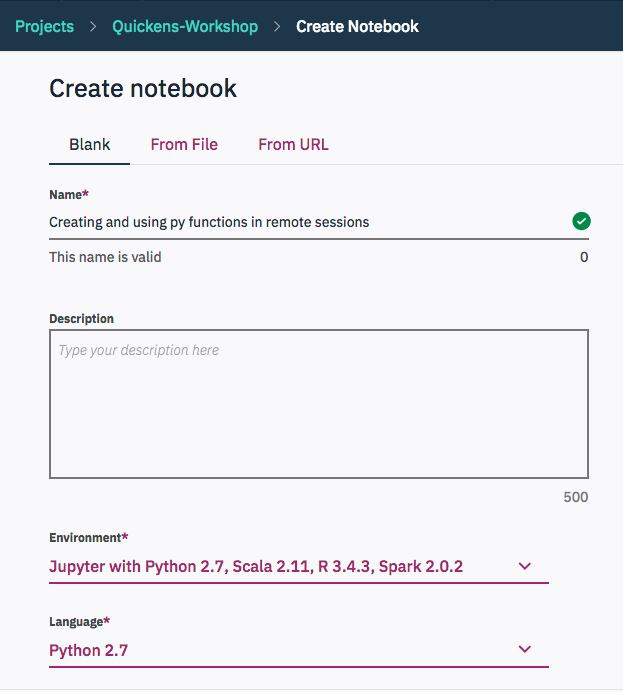 Projects > Quickens-Workshop > Create Notebook
Create notebook
Blank From File From URL
Name*
Creating and using py functions in remote sessions
This name is valid 0
Description
Type your description here
500
Environment*
Jupyter with Python 2.7, Scala 2.11, R 3.4.3, Spark 2.0.2
Language*
Python 2.7